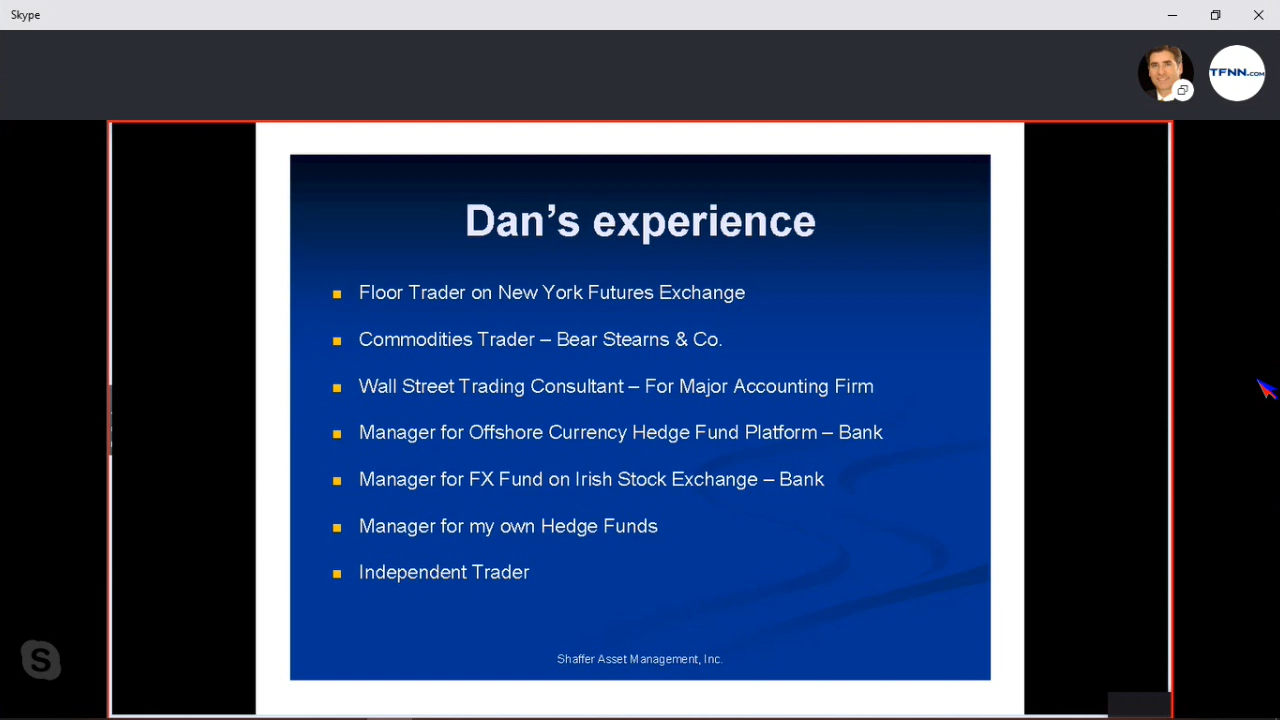 Skype
TFNN.COM
Dan's experience
Floor Trader on New York Futures Exchange
Commodities Trader – Bear Stearns & Co.
Wall Street Trading Consultant – For Major Accounting Firm
Manager for Offshore Currency Hedge Fund Platform – Bank
Manager for FX Fund on Irish Stock Exchange – Bank
Manager for my own Hedge Funds
Independent Trader
Shaffer Asset Management, Inc.